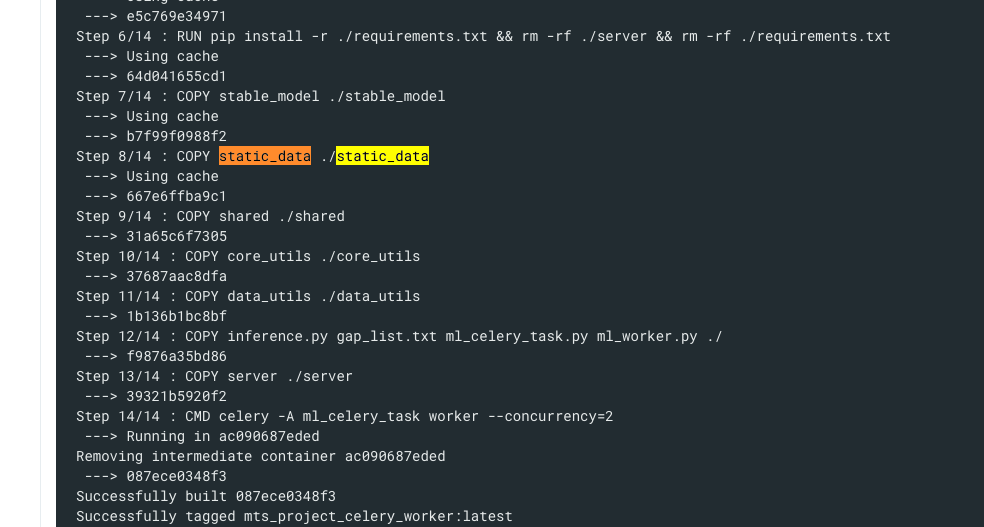 ---> e5c769e34971
Step 6/14 : RUN pip install -r ./requirements.txt && rm -rf ./server && rm -rf ./requirements.txt
---> Using cache
---> 64d041655cd1
Step 7/14 : COPY stable_model ./stable_model
---> Using cache
---> b7f99f0988f2
Step 8/14 : COPY static_data ./static_data
---> Using cache
---> 667e6ffba9c1
Step 9/14 : COPY shared ./shared
---> 31a65c6f7305
Step 10/14 : COPY core_utils ./core_utils
---> 37687aac8dfa
Step 11/14 : COPY data_utils ./data_utils
---> 1b136b1bc8bf
Step 12/14 : COPY inference.py gap_list.txt ml_celery_task.py ml_worker.py ./
---> f9876a35bd86
Step 13/14 : COPY server ./server
---> 39321b5920f2
Step 14/14 : CMD celery -A ml_celery_task worker --concurrency=2
---> Running in ac090687eded
Removing intermediate container ac090687eded
---> 087ece0348f3
Successfully built 087ece0348f3
Successfully tagged mts_project_celery_worker:latest